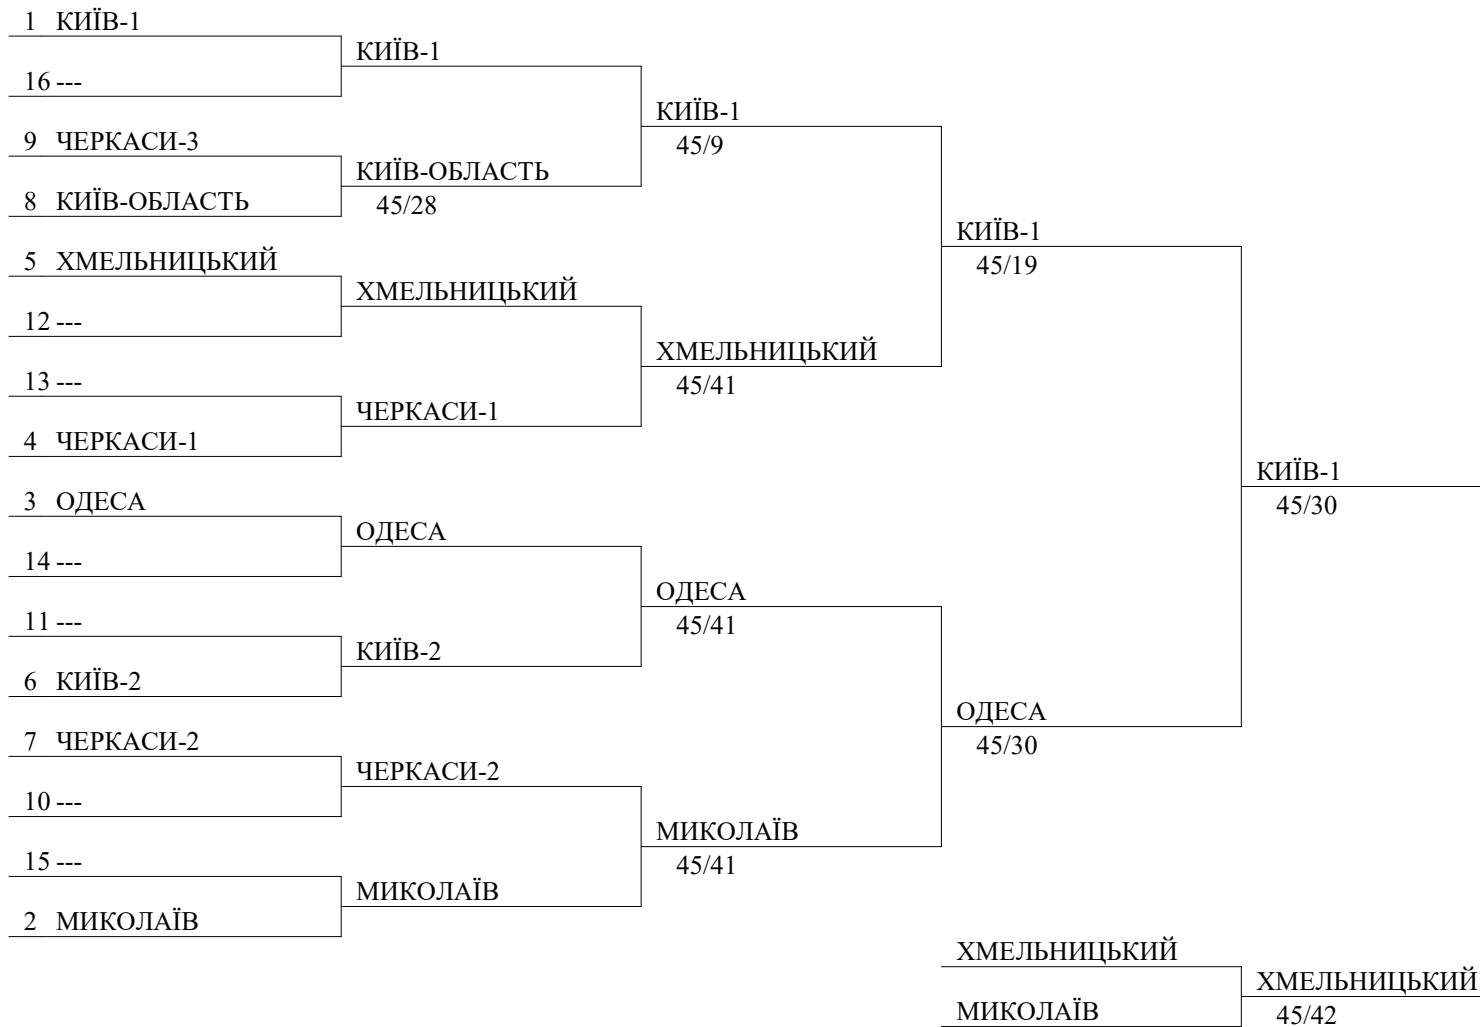 1 КИЇВ-1
16 ---
9 ЧЕРКАСИ-3
8 КИЇВ-ОБЛАСТЬ
5 ХМЕЛЬНИЦЬКИЙ
12 ---
13 ---
4 ЧЕРКАСИ-1
3 ОДЕСА
14 ---
11 ---
6 КИЇВ-2
7 ЧЕРКАСИ-2
10 ---
15 ---
2 МИКОЛАЇВ
КИЇВ-1
КИЇВ-ОБЛАСТЬ
45/28
ХМЕЛЬНИЦЬКИЙ
ЧЕРКАСИ-1
ОДЕСА
КИЇВ-2
ЧЕРКАСИ-2
МИКОЛАЇВ
КИЇВ-1
45/9
ХМЕЛЬНИЦЬКИЙ
45/41
ОДЕСА
45/41
МИКОЛАЇВ
45/41
КИЇВ-1
45/19
ОДЕСА
45/30
КИЇВ-1
45/30
ХМЕЛЬНИЦЬКИЙ
МИКОЛАЇВ
ХМЕЛЬНИЦЬКИЙ
45/42